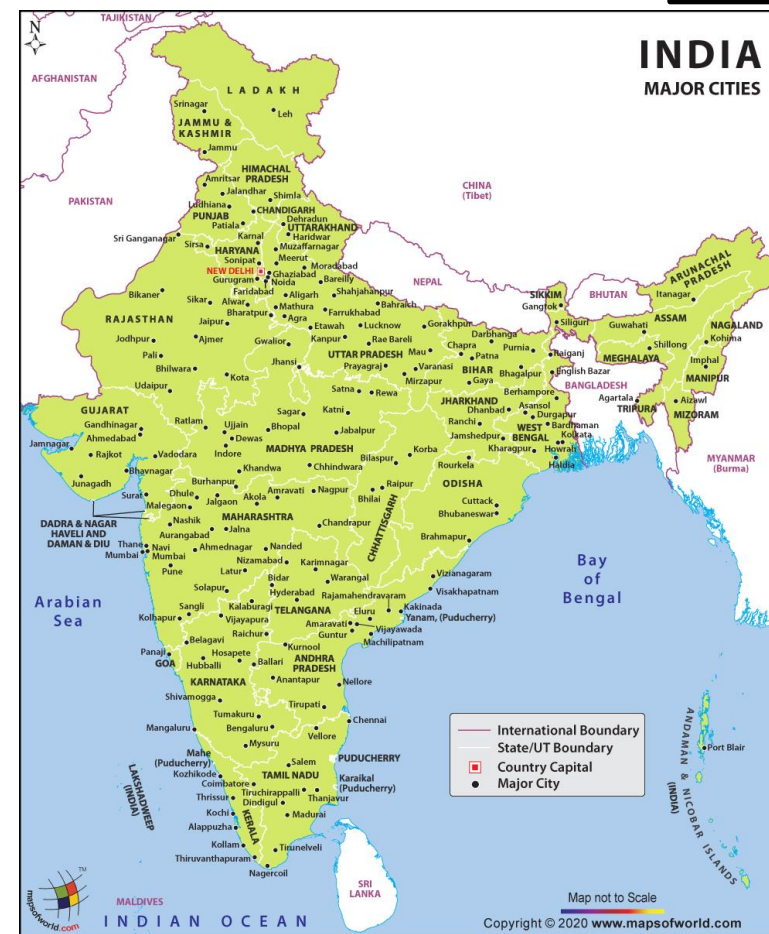 TAJIKISTAN
N
INDIA
MAJOR CITIES
AFGHANISTAN
LADAKH
Srinagar
Leh
JAMMU &
KASHMIR
Jammu
HIMACHAL
PRADESH
Amritsar
CHINA
(Tibet)
PAKISTAN
Jalandhar
Shimla
Ludhiana
CHANDIGARH
PUNJAB
Dehradun
Patiala
UTTARAKHAND
Sri Ganganagar
Karnal
Haridwar
Sirsa
HARYANA
Muzaffarnagar
Sonipat
Meerut
NEW DELHI
Moradabad
Ghaziabad
Gurugram
Noida
Bareilly
NEPAL
Faridabad
Bikaner
Sikar
Alwar
Aligarh
Shahjahanpur
Mathura
Bahraich
SIKKIM
Gangtok
BHUTAN
ARUNACHAL
PRADESH
Itanagar
RAJASTHAN
Bharatpur
Agra
Farrukhabad
Jaipur
Etawah
Lucknow
Gorakhpur
Siliguri
Guwahati
ASSAM
NAGALAND
Jodhpur
Ajmer
Gwalior
Kanpur
Rae Bareli
Darbhanga
Kohima
Pali
UTTAR PRADESH
Mau
Chapra
Patna
Purnia
Raiganj
Shillong
MEGHALAYA
Imphal
Bhilwara
Kota
Jhansi
Prayagraj
Varanasi
BIHAR
Bhagalpur
English Bazar
MANIPUR
Udaipur
Mirzapur
Gaya
BANGLADESH
Satna
Rewa
JHARKHAND
Berhampore
Agartala
Aizawl
GUJARAT
Sagar
Katni
Dhanbad
Asansol
TRIPURA
MIZORAM
Gandhinagar
Ratlam
Ujjain
Bhopal
Jabalpur
Ranchi
Durgapur
Ahmedabad
Dewas
WEST
BENGAL
Bardhaman
Jamnagar
Indore
MADHYA PRADESH
Jamshedpur
Kolkata
Rajkot
Vadodara
Korba
Kharagpur
Howrah
MYANMAR
(Burma)
Bhavnagar
Khandwa
Chhindwara
Bilaspur
Rourkela
Haldia
Junagadh
Burhanpur
Raipur
ODISHA
Surat
Dhule
Amravati
Nagpur
Bhilai
Jalgaon
Akola
CHHATTISGARH
Malegaon
Cuttack
DADRA & NAGAR
HAVELI AND
DAMAN & DIU
MAHARASHTRA
Bhubaneswar
Nashik
Chandrapur
Aurangabad
Jalna
Brahmapur
Thane
Navi
Mumbai
Mumbai
Ahmednagar
Nanded
Nizamabad
Karimnagar
Bay
of
Bengal
Pune
Latur
Bidar
Warangal
Vizianagaram
Solapur
Hyderabad
Rajamahendravaram
Visakhapatnam
Arabian
Sea
Sangli
Kalaburagi
TELANGANA
Eluru
Kakinada
Kolhapur
Vijayapura
Amaravati
Yanam, (Puducherry)
Raichur
Guntur
Vijayawada
Belagavi
Machilipatnam
Panaji
Hosapete
Kurnool
GOA
Hubballi
Ballari
ANDHRA
PRADESH
KARNATAKA
Anantapur
Nellore
Shivamogga
Tirupati
Tumakuru
Chennai
Mangaluru
Bengaluru
Vellore
Mysuru
Mahe
(Puducherry)
PUDUCHERRY
Kozhikode
Salem
Coimbatore
TAMIL NADU
Karaikal
(Puducherry)
Thrissur
Tiruchirappalli
Thanjavur
Dindigul
Kochi
KERALA
Madurai
Alappuzha
Kollam
Tirunelveli
Thiruvanthapuram
Nagercoil
LAKSHADWEEP
(INDIA)
International Boundary
State/UT Boundary
Country Capital
Major City
ANDAMAN & NICOBAR ISLANDS
(INDIA)
Port Blair
SRI
LANKA
MALDIVES
INDIAN OCEAN
TM
mapsofworld.com
Map not to Scale
Copyright © 2020 www.mapsofworld.com